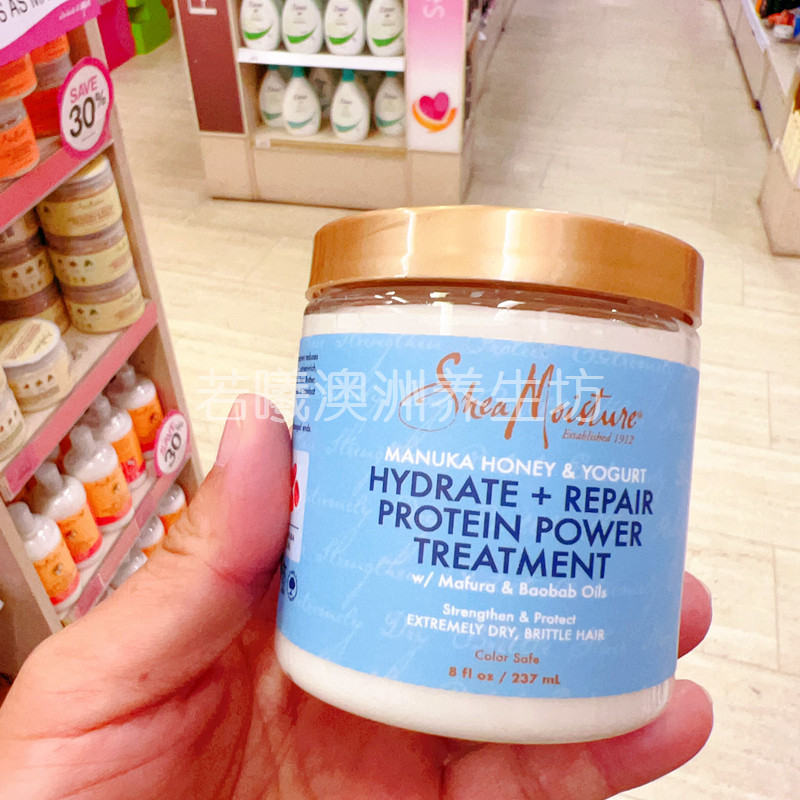 SAVE
30%
30
若曦澳洲养生坊
SheaMoisture
Established 1912
MANUKA HONEY & YOGURT
HYDRATE + REPAIR
PROTEIN POWER
TREATMENT
w/ Mafura & Baobab Oils
Strengthen & Protect
EXTREMELY DRY, BRITTLE HAIR
Color Safe
8 fl oz / 237 mL